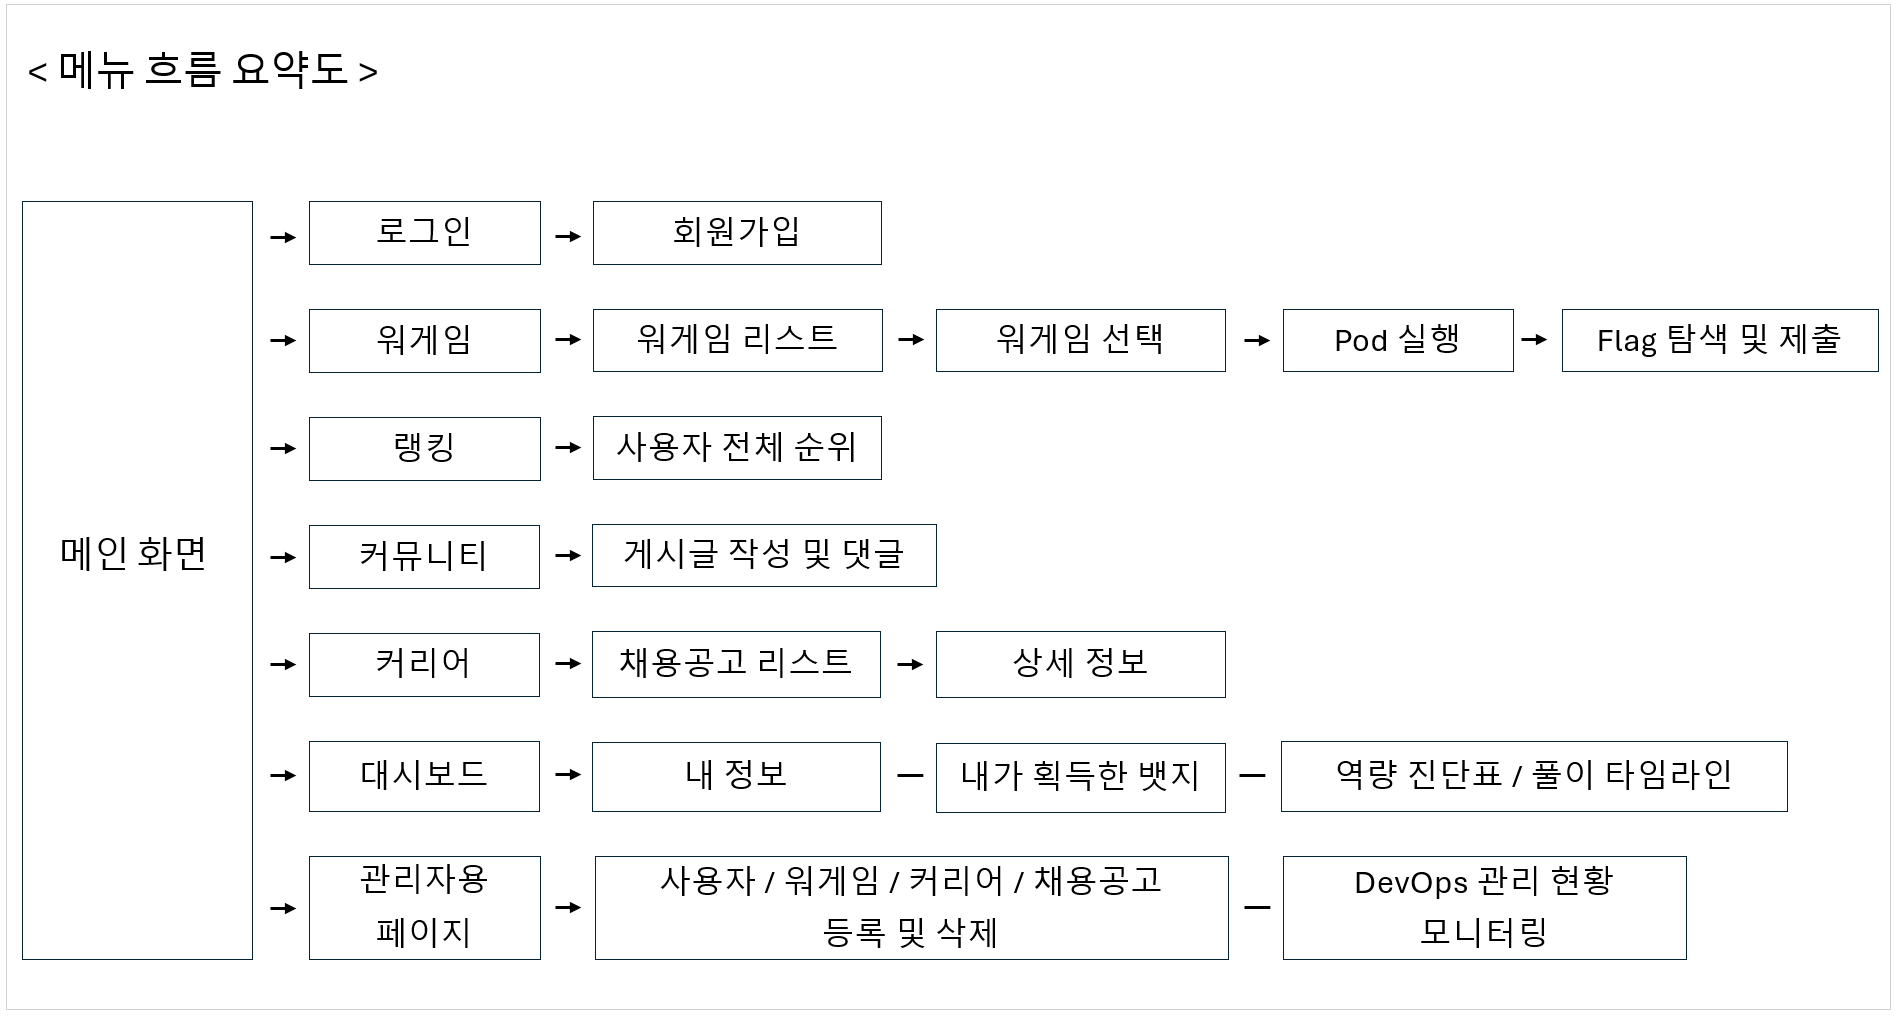 < 메뉴 흐름 요약도 >
메인 화면
로그인
회원가입
워게임
워게임 리스트
워게임 선택
Pod 실행
Flag 탐색 및 제출
랭킹
사용자 전체 순위
커뮤니티
게시글 작성 및 댓글
커리어
채용공고 리스트
상세 정보
대시보드
내 정보
내가 획득한 뱃지
역량 진단표 / 풀이 타임라인
관리자용
페이지
사용자 / 워게임 / 커리어 / 채용공고
등록 및 삭제
DevOps 관리 현황
모니터링